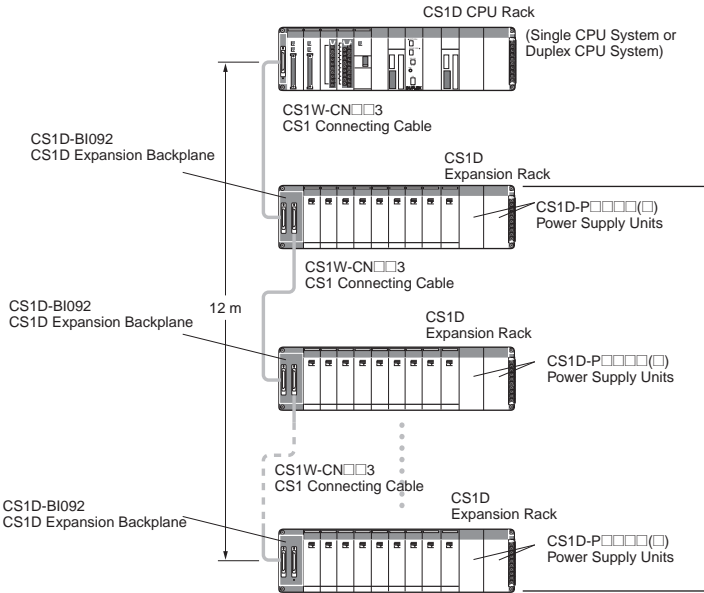 CS1D CPU Rack
(Single CPU System or
Duplex CPU System)
CS1W-CN□□3
CS1 Connecting Cable
CS1D-BI092
CS1D Expansion Backplane
CS1D
Expansion Rack
CS1D-P□□□□(□)
Power Supply Units
CS1W-CN□□3
CS1 Connecting Cable
CS1D-BI092
CS1D Expansion Backplane
12 m
CS1D
Expansion Rack
CS1D-P□□□□(□)
Power Supply Units
CS1W-CN□□3
CS1 Connecting Cable
CS1D-BI092
CS1D Expansion Backplane
CS1D
Expansion Rack
CS1D-P□□□□(□)
Power Supply Units